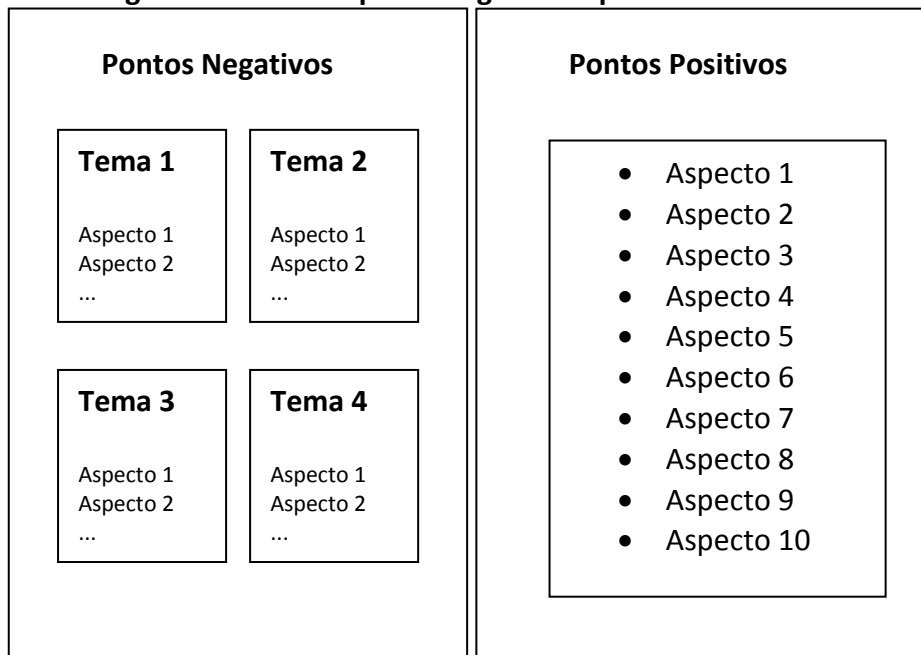 Pontos Negativos
Tema 1
Aspecto 1
Aspecto 2
...
Tema 2
Aspecto 1
Aspecto 2
...
Tema 3
Aspecto 1
Aspecto 2
...
Tema 4
Aspecto 1
Aspecto 2
...
Pontos Positivos
• Aspecto 1
• Aspecto 2
• Aspecto 3
• Aspecto 4
• Aspecto 5
• Aspecto 6
• Aspecto 7
• Aspecto 8
• Aspecto 9
• Aspecto 10